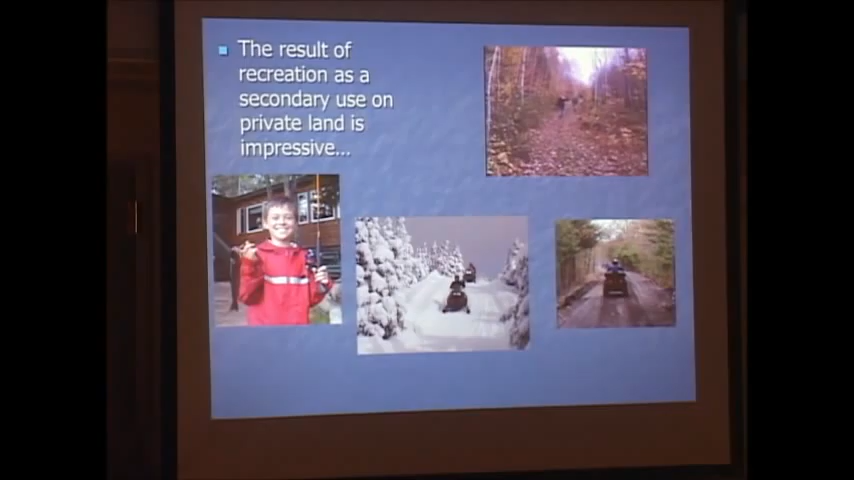 The result of
recreation as a
secondary use on
private land is
impressive...